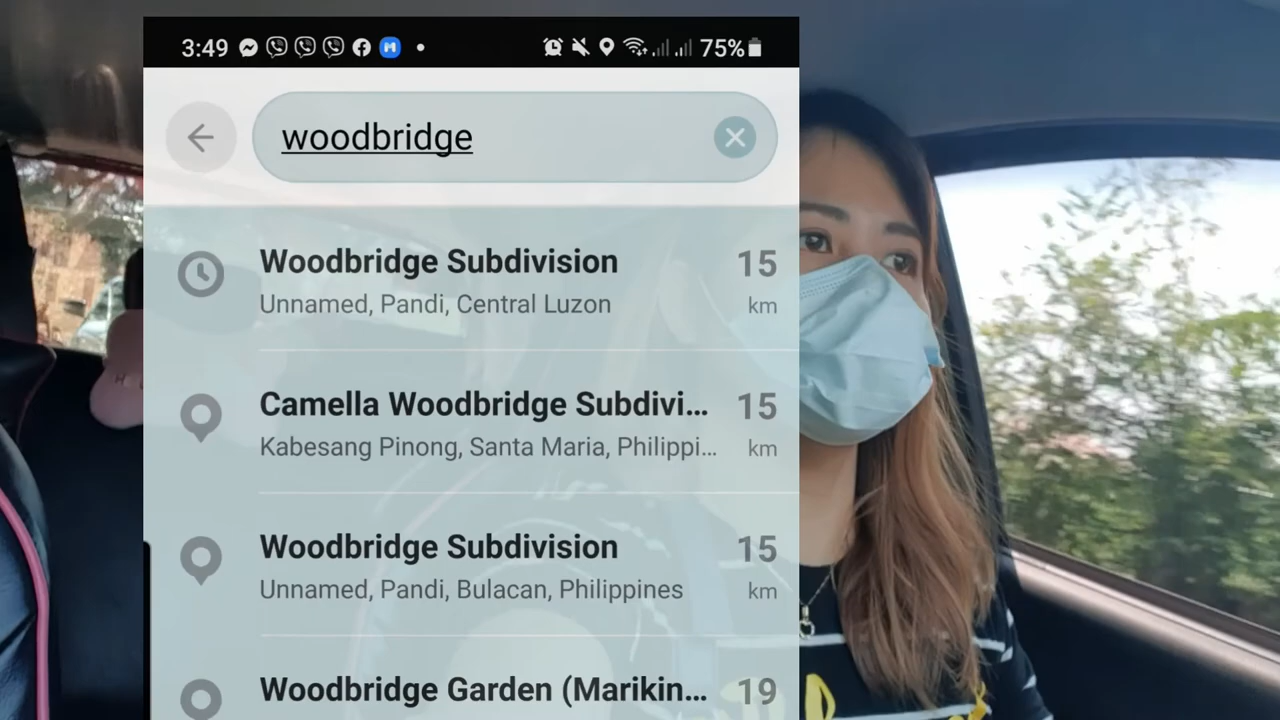 3:49
75%
woodbridge
Woodbridge Subdivision
15
Unnamed, Pandi, Central Luzon
km
Camella Woodbridge Subdivi...
15
Kabesang Pinong, Santa Maria, Philippi...
km
Woodbridge Subdivision
15
Unnamed, Pandi, Bulacan, Philippines
km
Woodbridge Garden (Marikin...
19